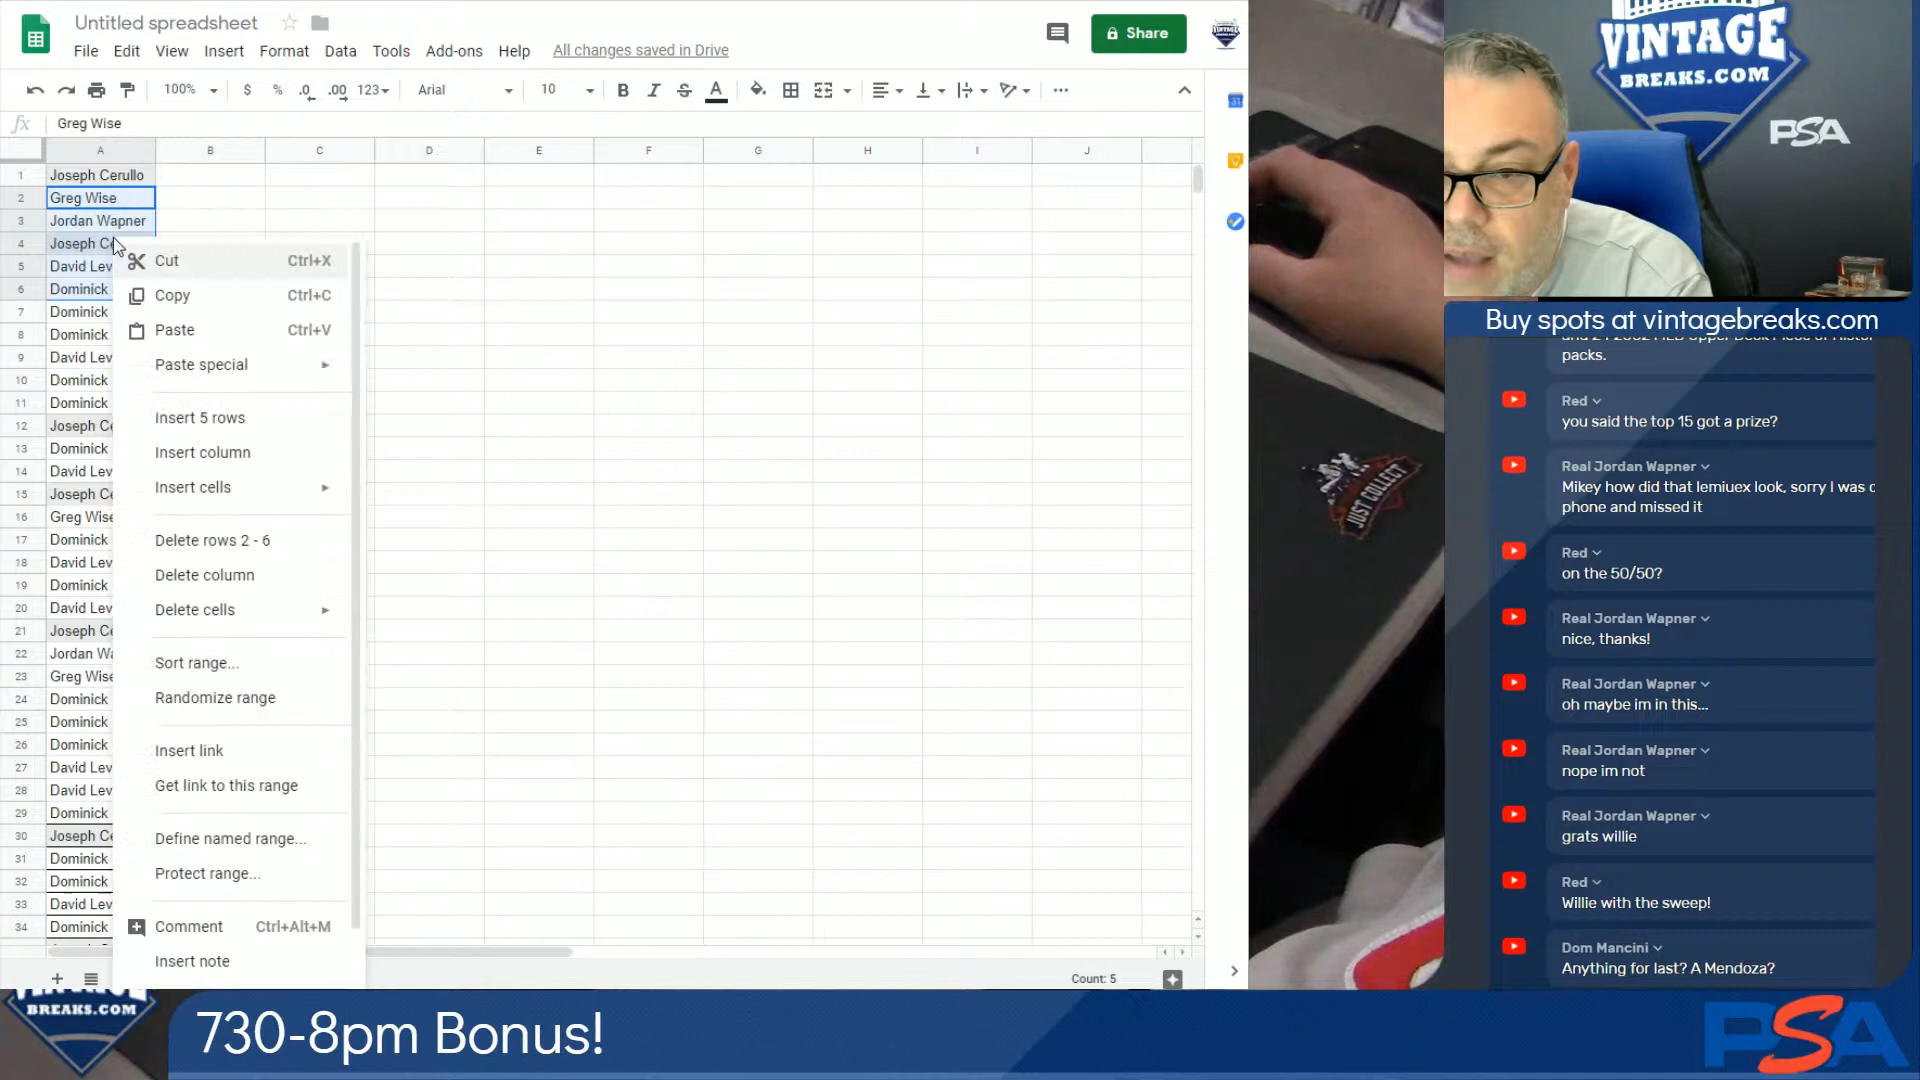 Untitled spreadsheet
File Edit View Insert Format Data Tools Add-ons Help All changes saved in Drive
Share
100% $ % .0 .00 123 Arial 10 B I S A
fx Greg Wise
A B C D E F G H I J
1 Joseph Cerullo
2 Greg Wise
3 Jordan Wapner
4 Joseph Ce
5 David Lev
6 Dominick
7 Dominick
8 Dominick
9 David Lev
10 Dominick
11 Dominick
12 Joseph Ce
13 Dominick
14 David Lev
15 Joseph Ce
16 Greg Wise
17 Dominick
18 David Lev
19 Dominick
20 David Lev
21 Joseph Ce
22 Jordan Wa
23 Greg Wise
24 Dominick
25 Dominick
26 Dominick
27 David Lev
28 David Lev
29 Dominick
30 Joseph Ce
31 Dominick
32 Dominick
33 David Lev
34 Dominick
Cut Ctrl+X
Copy Ctrl+C
Paste Ctrl+V
Paste special
Insert 5 rows
Insert column
Insert cells
Delete rows 2 - 6
Delete column
Delete cells
Sort range...
Randomize range
Insert link
Get link to this range
Define named range...
Protect range...
Comment Ctrl+Alt+M
Insert note
Count: 5
JUST COLLECT
VINTAGE
BREAKS.COM
PSA
Buy spots at vintagebreaks.com
packs.
Red
you said the top 15 got a prize?
Real Jordan Wapner
Mikey how did that lemiuex look, sorry I was
phone and missed it
Red
on the 50/50?
Real Jordan Wapner
nice, thanks!
Real Jordan Wapner
oh maybe im in this...
Real Jordan Wapner
nope im not
Real Jordan Wapner
grats willie
Red
Willie with the sweep!
Dom Mancini
Anything for last? A Mendoza?
BREAKS.COM
730-8pm Bonus!
PSA